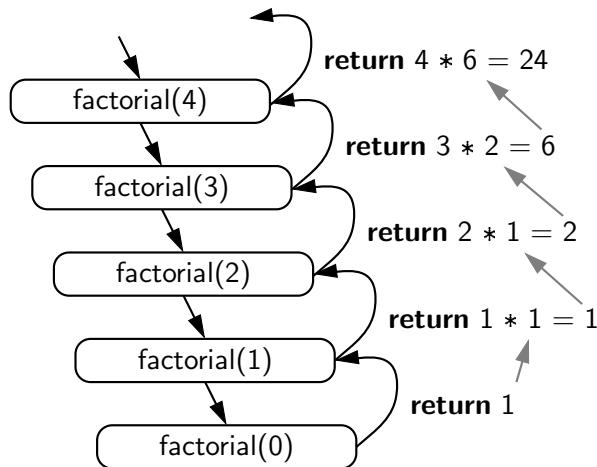 return 4 ∗ 6 = 24
factorial(4)
return 3 ∗ 2 = 6
factorial(3)
return 2 ∗ 1 = 2
factorial(2)
return 1 ∗ 1 = 1
factorial(1)
return 1
factorial(0)